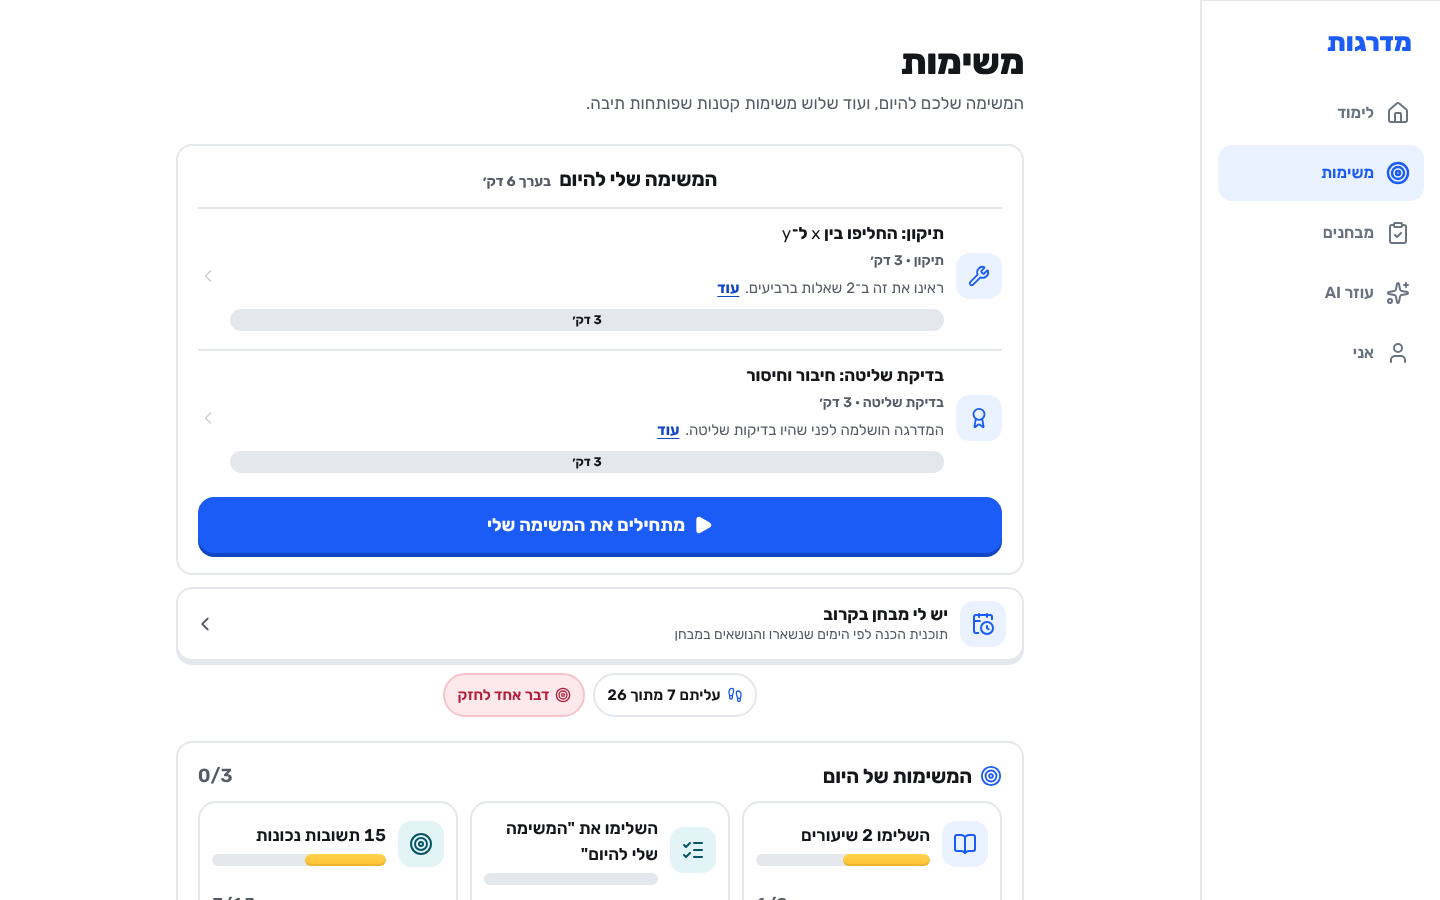 מדרגות
לימוד
משימות
מבחנים
עוזר AI
אני
משימות
המשימה שלכם להיום, ועוד שלוש משימות קטנות שפותחות תיבה.
המשימה שלי להיום בערך 6 דק׳
תיקון: החליפו בין x ל־y
תיקון • 3 דק׳
ראינו את זה ב־2 שאלות ברביעים. עוד
3 דק׳
בדיקת שליטה: חיבור וחיסור
בדיקת שליטה • 3 דק׳
המדרגה הושלמה לפני שהיו בדיקות שליטה. עוד
3 דק׳
מתחילים את המשימה שלי
יש לי מבחן בקרוב
תוכנית הכנה לפי הימים שנשארו והנושאים במבחן
עליתם 7 מתוך 26
דבר אחד לחזק
המשימות של היום
0/3
השלימו 2 שיעורים
השלימו את "המשימה
שלי להיום"
15 תשובות נכונות